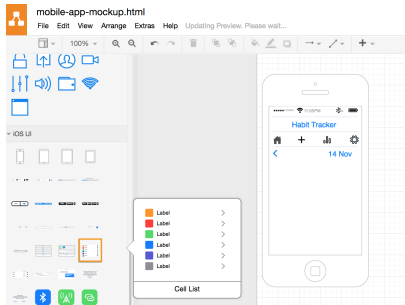 mobile-app-mockup.html
File Edit View Arrange Extras Help Updating Preview. Please wait...
100%
iOS UI
Habit Tracker
14 Nov
Label
Label
Label
Label
Label
Label
Cell List